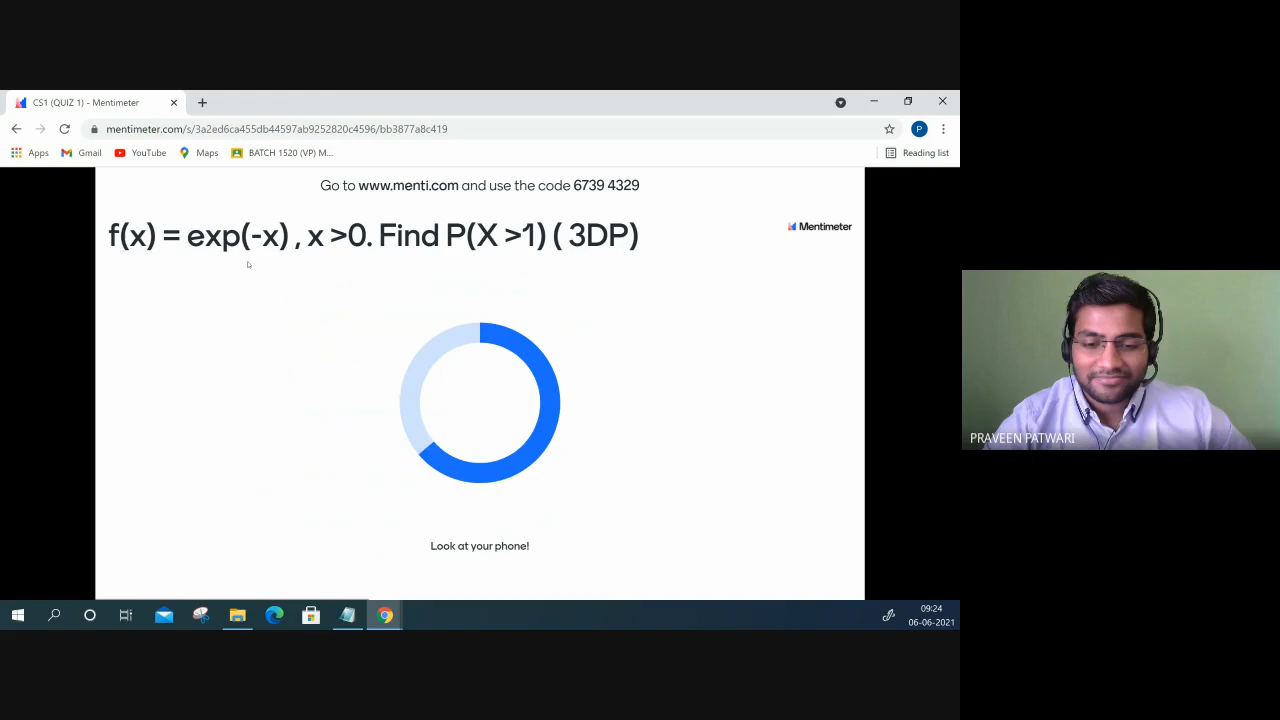 CS1 (QUIZ 1) - Mentimeter
mentimeter.com/s/3a2ed6ca455db44597ab9252820c4596/bb3877a8c419
P
Apps Gmail YouTube Maps BATCH 1520 (VP) M... Reading list
Go to www.menti.com and use the code 6739 4329
f(x) = exp(-x) , x >0. Find P(X >1) ( 3DP)
Mentimeter
Look at your phone!
PRAVEEN PATWARI
09:24
06-06-2021